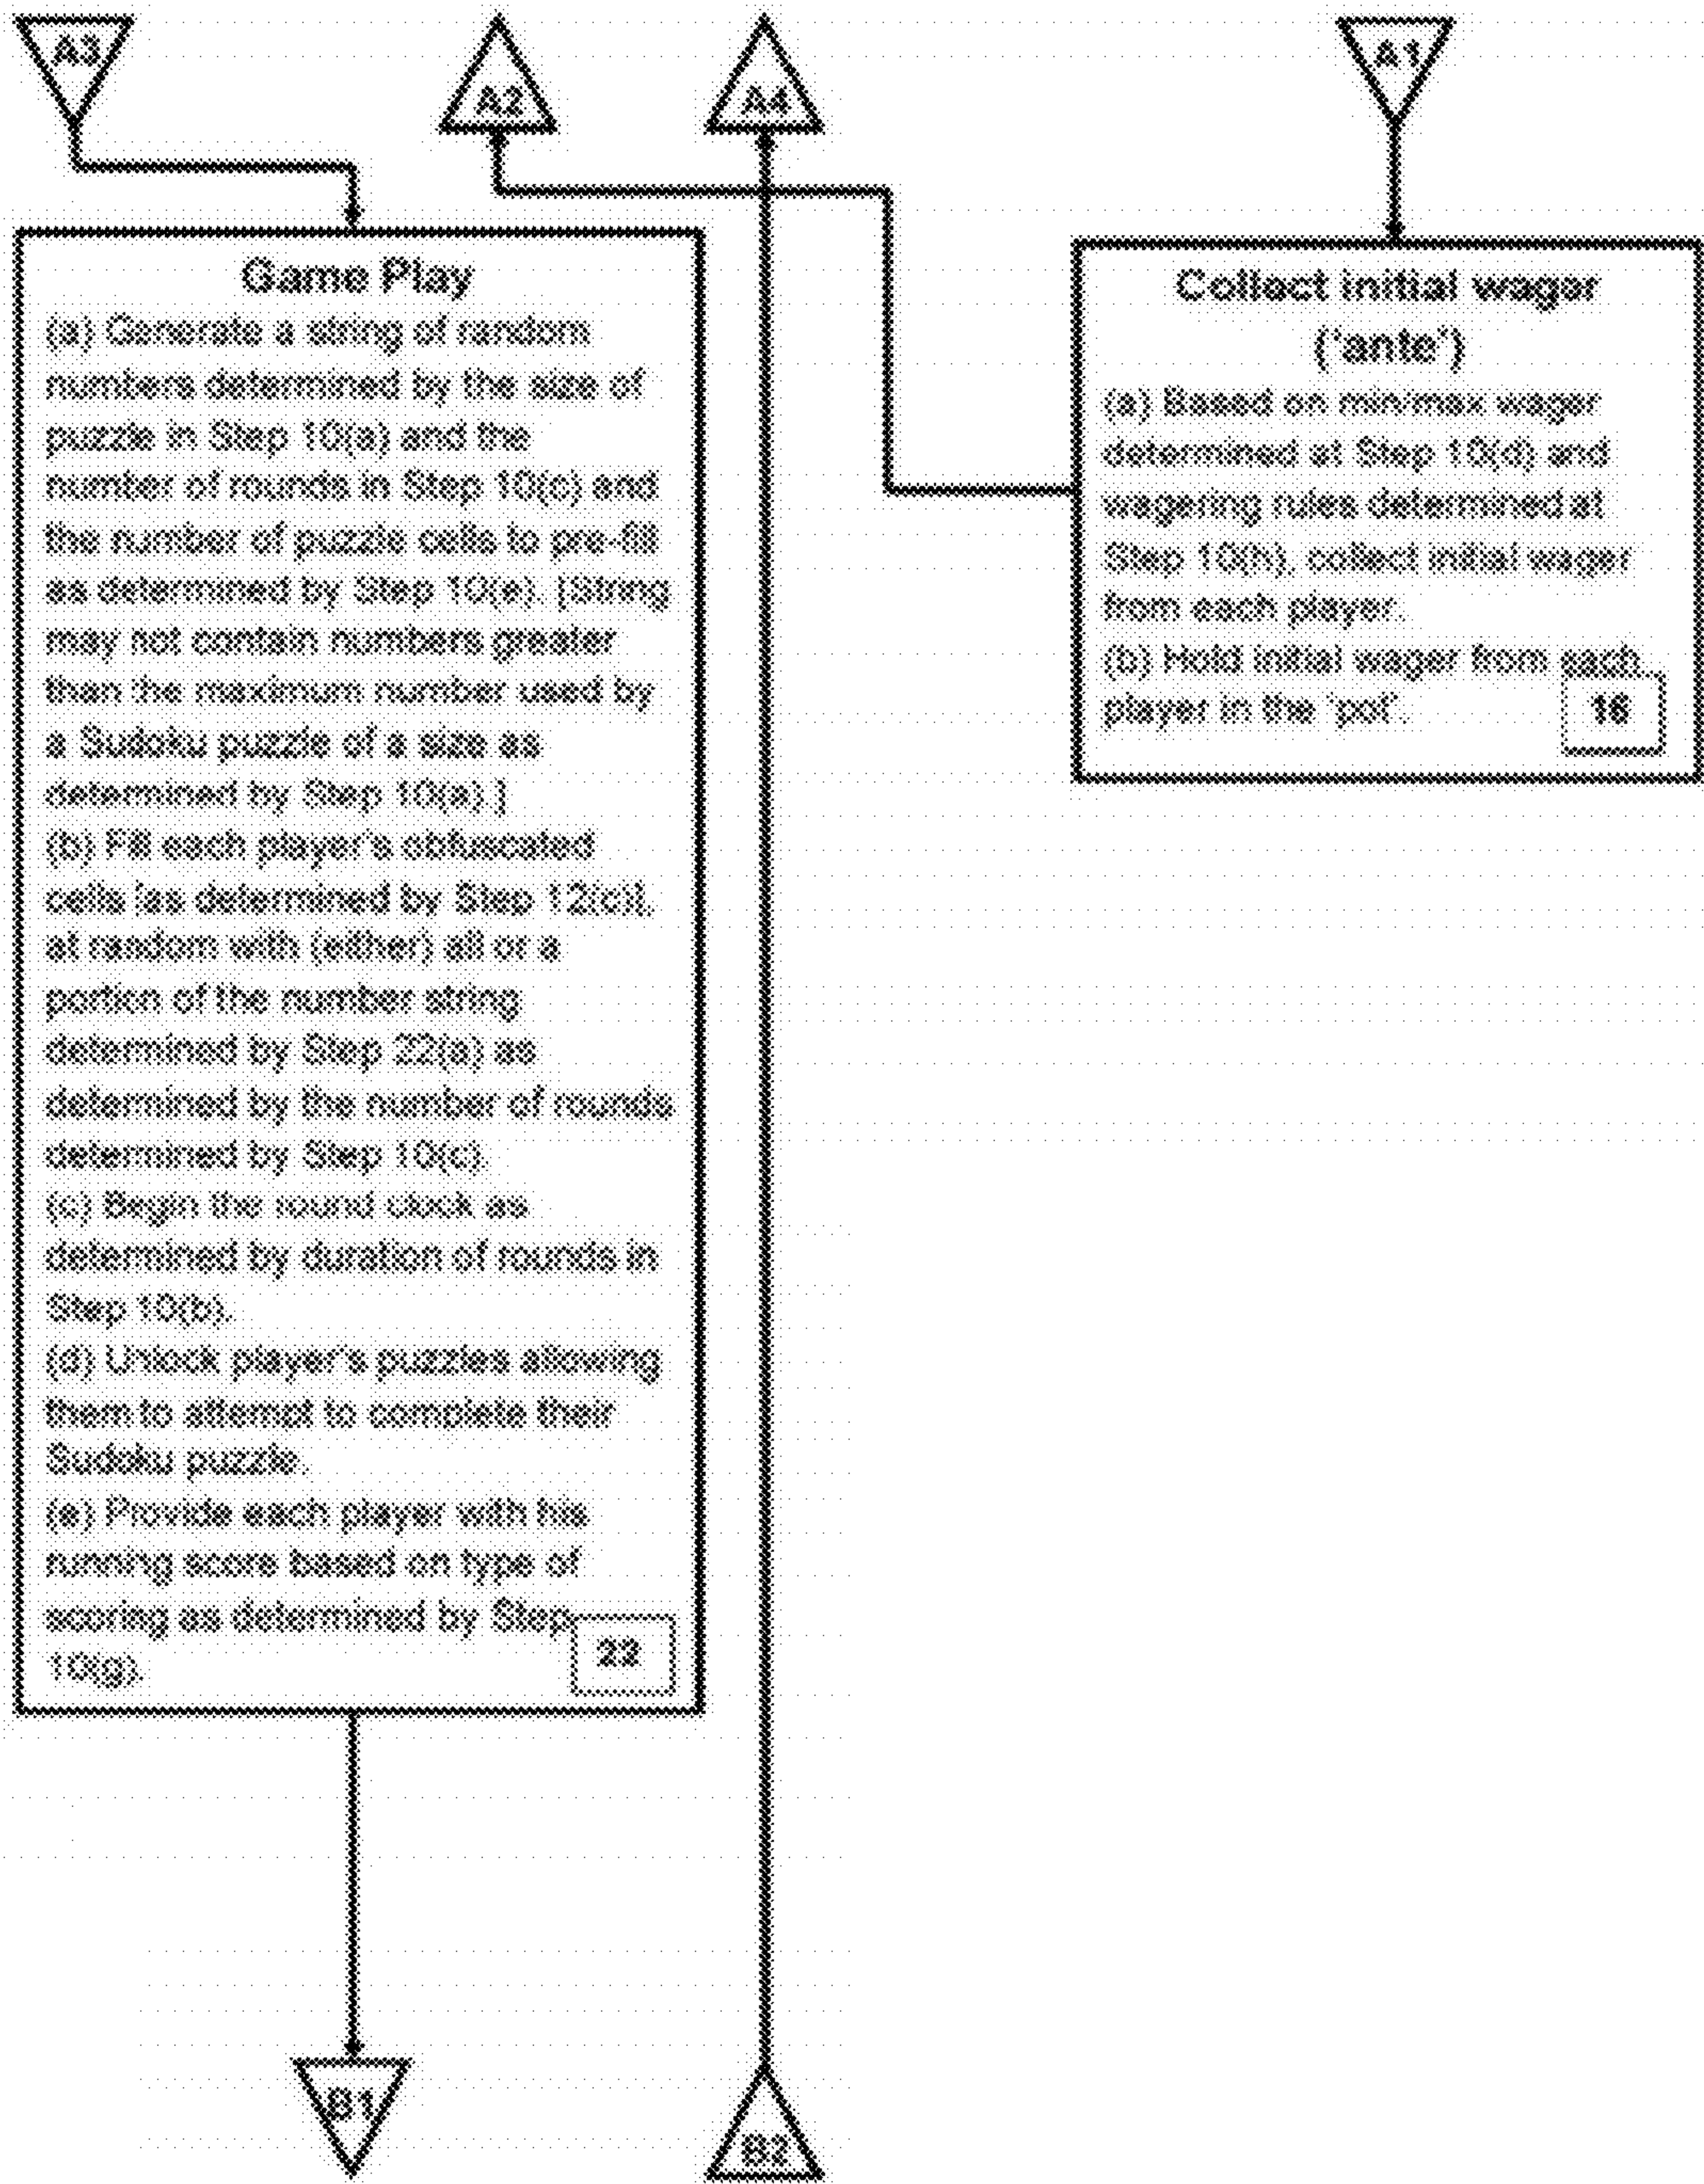 A3
A2
A4
A1
Game Play
(a) Generate a string of random
numbers determined by the size of
puzzle in Step 10(a) and the
number of rounds in Step 10(c) and
the number of puzzle cells to pre-fill
as determined by Step 10(e). [String
may not contain numbers greater
than the maximum number used by
a Sudoku puzzle of a size as
determined by Step 10(a).]
(b) Fill each player's obfuscated
cells [as determined by Step 12(c)],
at random with (either) all or a
portion of the number string
determined by Step 22(a) as
determined by the number of rounds
determined by Step 10(c).
(c) Begin the round clock as
determined by duration of rounds in
Step 10(b).
(d) Unlock player's puzzles allowing
them to attempt to complete their
Sudoku puzzle.
(e) Provide each player with his
running score based on type of
scoring as determined by Step
10(g).
22
Collect initial wager
('ante')
(a) Based on min/max wager
determined at Step 10(d) and
wagering rules determined at
Step 10(h), collect initial wager
from each player.
(b) Hold initial wager from each
player in the 'pot'.
16
B1
B2